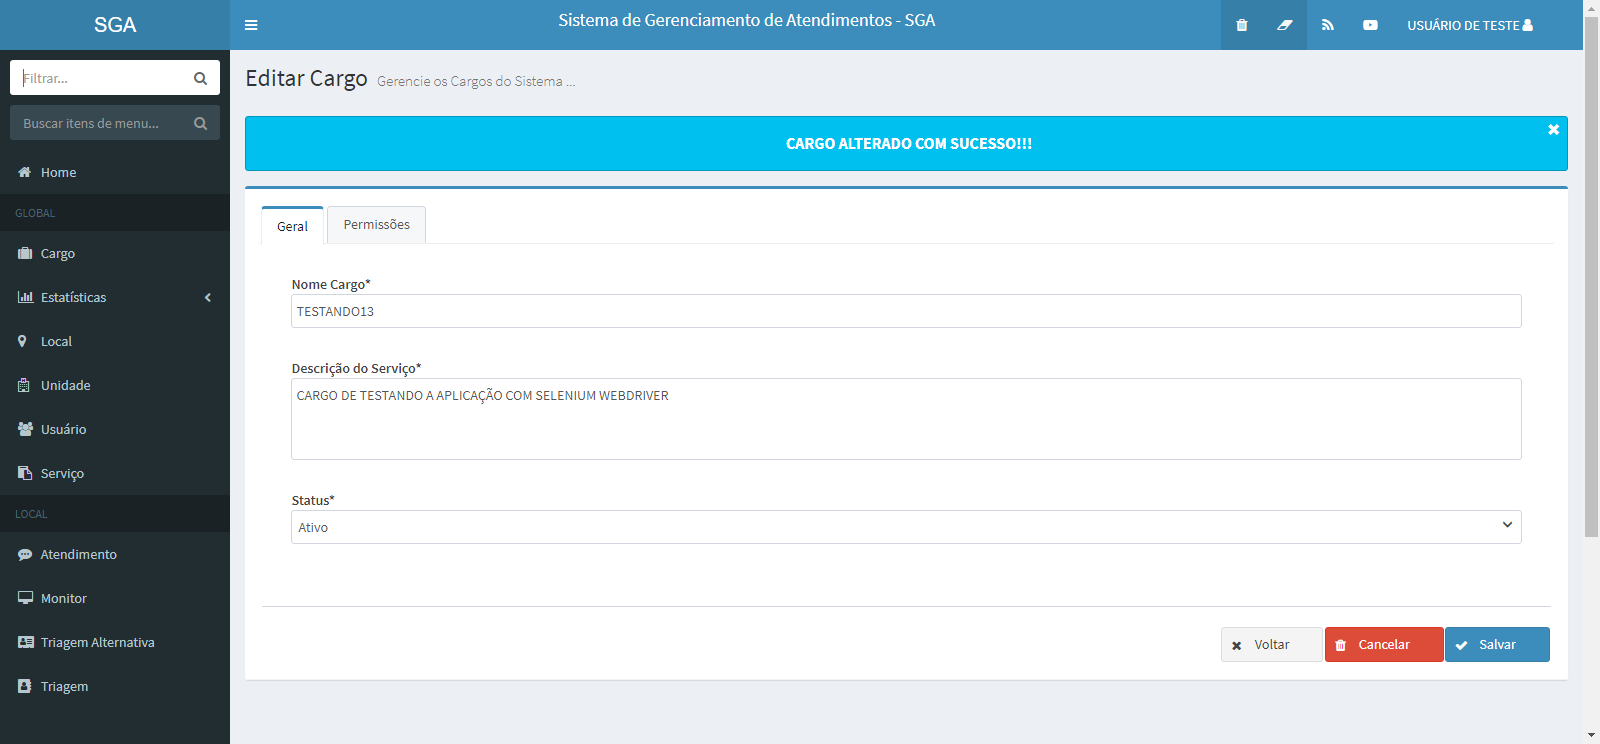 SGA
Sistema de Gerenciamento de Atendimentos - SGA
USUÁRIO DE TESTE
Filtrar...
Buscar itens de menu...
Home
GLOBAL
Cargo
Estatísticas
Local
Unidade
Usuário
Serviço
LOCAL
Atendimento
Monitor
Triagem Alternativa
Triagem
Editar Cargo Gerencie os Cargos do Sistema ...
CARGO ALTERADO COM SUCESSO!!!
Geral Permissões
Nome Cargo*
TESTANDO13
Descrição do Serviço*
CARGO DE TESTANDO A APLICAÇÃO COM SELENIUM WEBDRIVER
Status*
Ativo
Voltar Cancelar Salvar